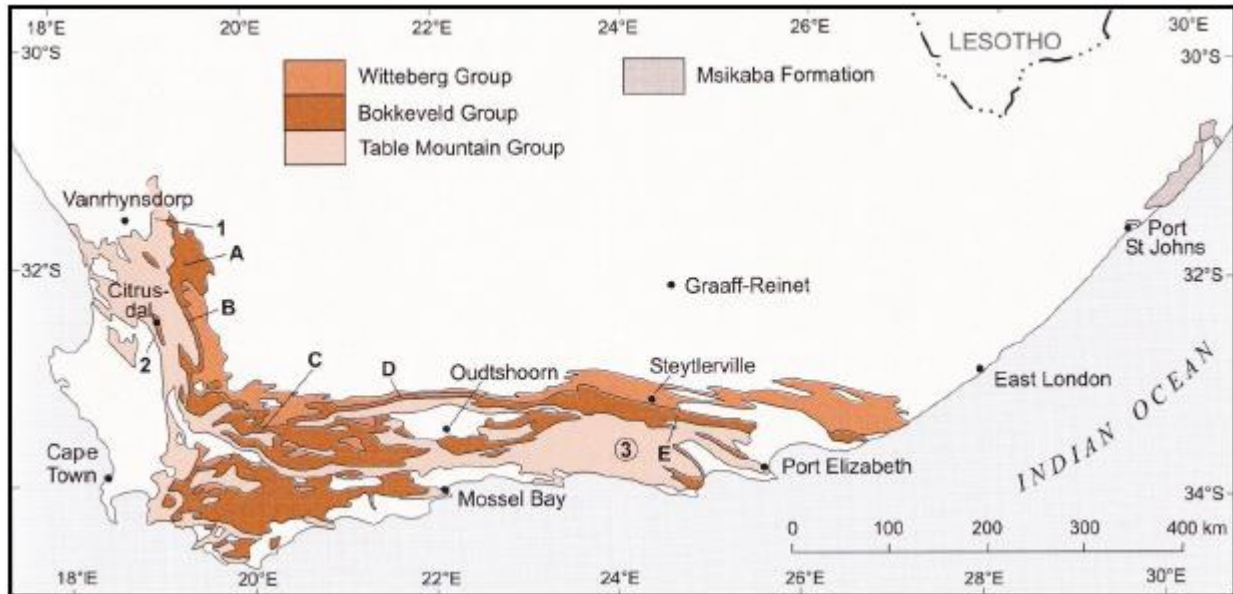 18°E 20°E 22°E 24°E 26°E 28°E 30°E
30°S 30°S
LESOTHO
Witteberg Group
Bokkeveld Group
Table Mountain Group
Msikaba Formation
Vanrhynsdorp
1
A
Port
St Johns
32°S 32°S
Citrus-
dal
B
Graaff-Reinet
2
C
D
Oudtshoorn
Steytlerville
East London
INDIAN OCEAN
Cape
Town
3
E
Port Elizabeth
Mossel Bay
34°S
0 100 200 300 400 km
18°E 20°E 22°E 24°E 26°E 28°E 30°E